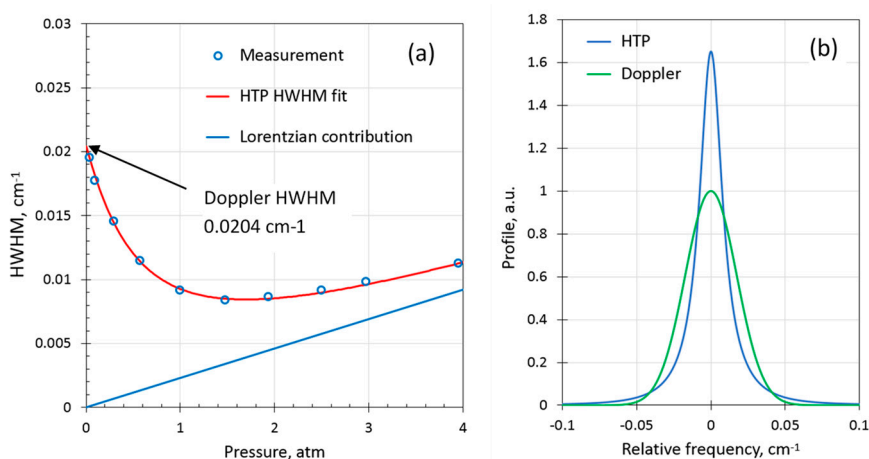 0.03
0.025
0.02
0.015
0.01
0.005
0
HWHM, cm-1
(a)
Measurement
HTP HWHM fit
Lorentzian contribution
Doppler HWHM
0.0204 cm-1
0
1
2
3
4
Pressure, atm
1.8
1.6
1.4
1.2
1
0.8
0.6
0.4
0.2
0
Profile, a.u.
(b)
HTP
Doppler
-0.1
-0.05
0
0.05
0.1
Relative frequency, cm-1